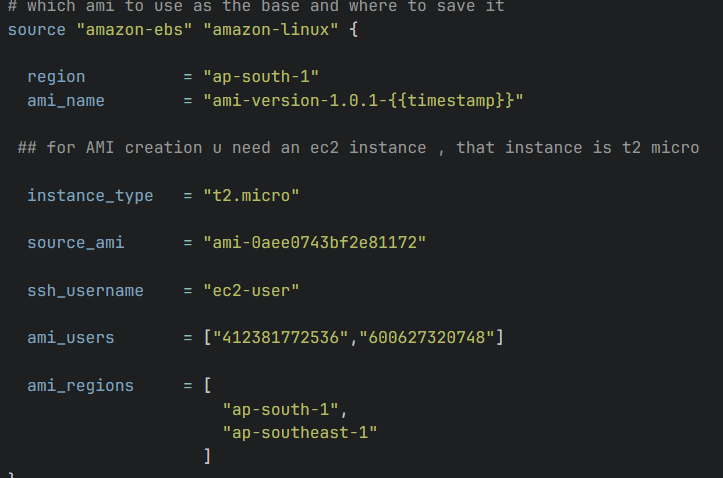 # which ami to use as the base and where to save it
source "amazon-ebs" "amazon-linux" {
region = "ap-south-1"
ami_name = "ami-version-1.0.1-{{timestamp}}"
## for AMI creation u need an ec2 instance , that instance is t2 micro
instance_type = "t2.micro"
source_ami = "ami-0aee0743bf2e81172"
ssh_username = "ec2-user"
ami_users = ["412381772536","600627320748"]
ami_regions = [
"ap-south-1",
"ap-southeast-1"
]
}